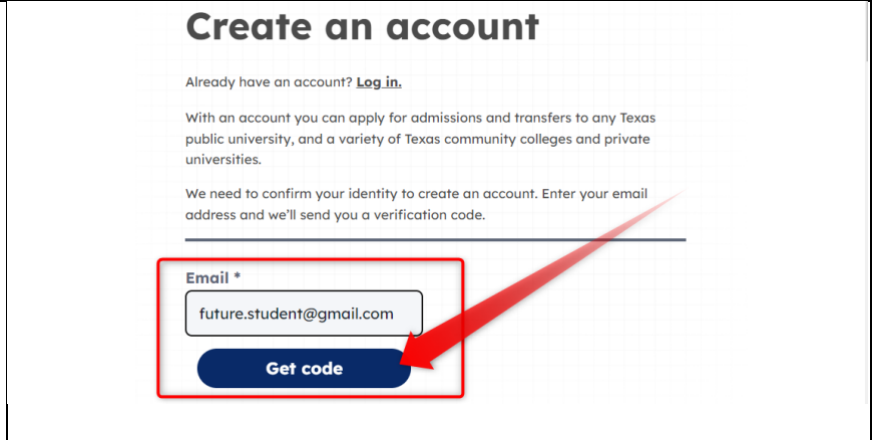 Create an account
Already have an account? Log in.
With an account you can apply for admissions and transfers to any Texas
public university, and a variety of Texas community colleges and private
universities.
We need to confirm your identity to create an account. Enter your email
address and we'll send you a verification code.
Email *
future.student@gmail.com
Get code